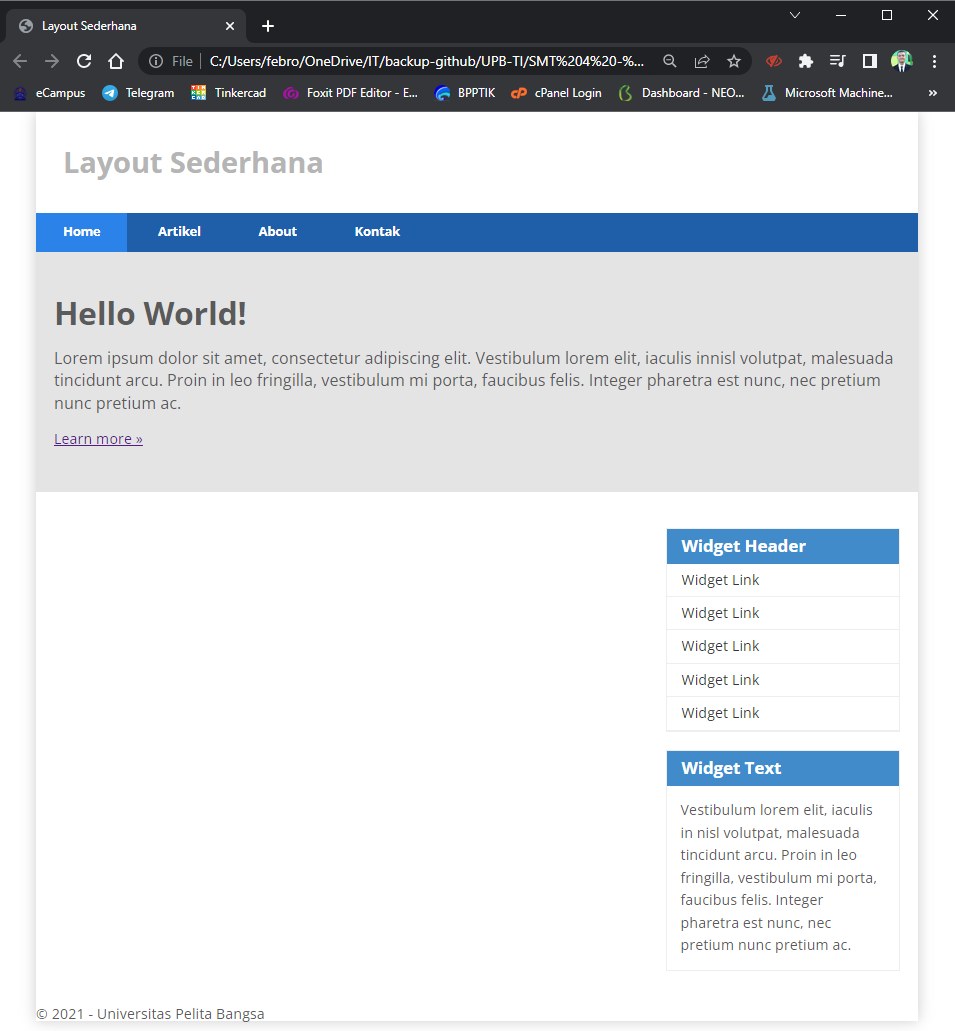 Layout Sederhana
File
C:/Users/febro/OneDrive/IT/backup-github/UPB-TI/SMT%204%20-%...
eCampus
Telegram
Tinkercad
Foxit PDF Editor - E...
BPPTIK
cPanel Login
Dashboard - NEO...
Microsoft Machine...
»
Layout Sederhana
Home
Artikel
About
Kontak
Hello World!
Lorem ipsum dolor sit amet, consectetur adipiscing elit. Vestibulum lorem elit, iaculis innisl volutpat, malesuada
tincidunt arcu. Proin in leo fringilla, vestibulum mi porta, faucibus felis. Integer pharetra est nunc, nec pretium
nunc pretium ac.
Learn more »
Widget Header
Widget Link
Widget Link
Widget Link
Widget Link
Widget Link
Widget Text
Vestibulum lorem elit, iaculis
in nisl volutpat, malesuada
tincidunt arcu. Proin in leo
fringilla, vestibulum mi porta,
faucibus felis. Integer
pharetra est nunc, nec
pretium nunc pretium ac.
© 2021 - Universitas Pelita Bangsa